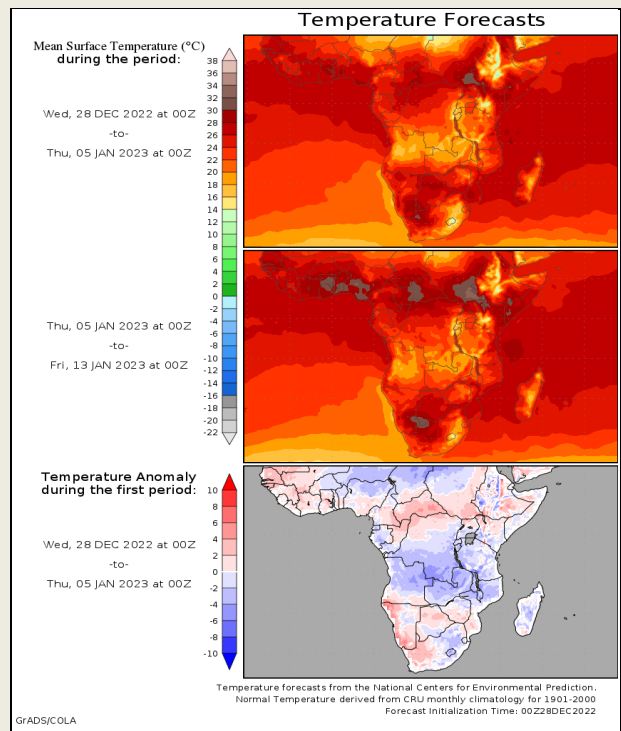 Temperature Forecasts
Mean Surface Temperature (°C)
during the period:
38
36
34
32
30
28
26
24
22
20
18
16
14
12
10
8
6
4
2
0
-2
-4
-6
-8
-10
-12
-14
-16
-18
-20
-22
Wed, 28 DEC 2022 at 00Z
-to-
Thu, 05 JAN 2023 at 00Z
Thu, 05 JAN 2023 at 00Z
-to-
Fri, 13 JAN 2023 at 00Z
Temperature Anomaly
during the first period:
10
8
6
4
2
0
-2
-4
-6
-8
-10
Wed, 28 DEC 2022 at 00Z
-to-
Thu, 05 JAN 2023 at 00Z
Temperature forecasts from the National Centers for Environmental Prediction.
Normal Temperature derived from CRU monthly climatology for 1901-2000
Forecast Initialization Time: 00Z28DEC2022
GrADS/COLA